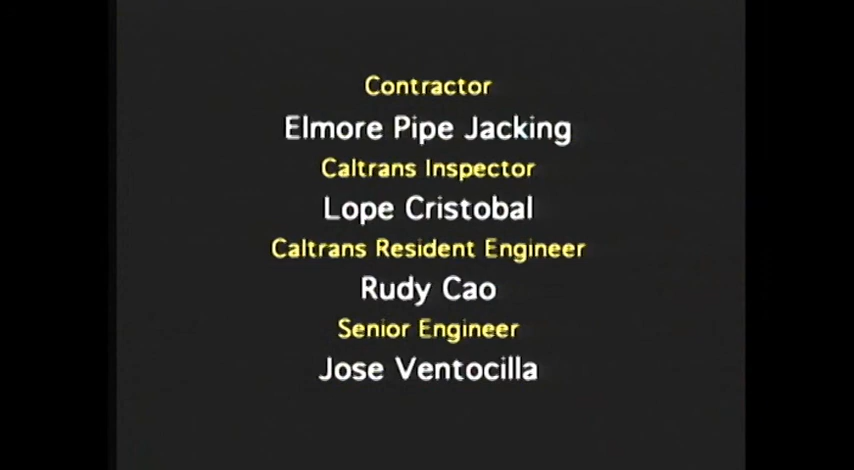 Contractor
Elmore Pipe Jacking
Caltrans Inspector
Lope Cristobal
Caltrans Resident Engineer
Rudy Cao
Senior Engineer
Jose Ventocilla